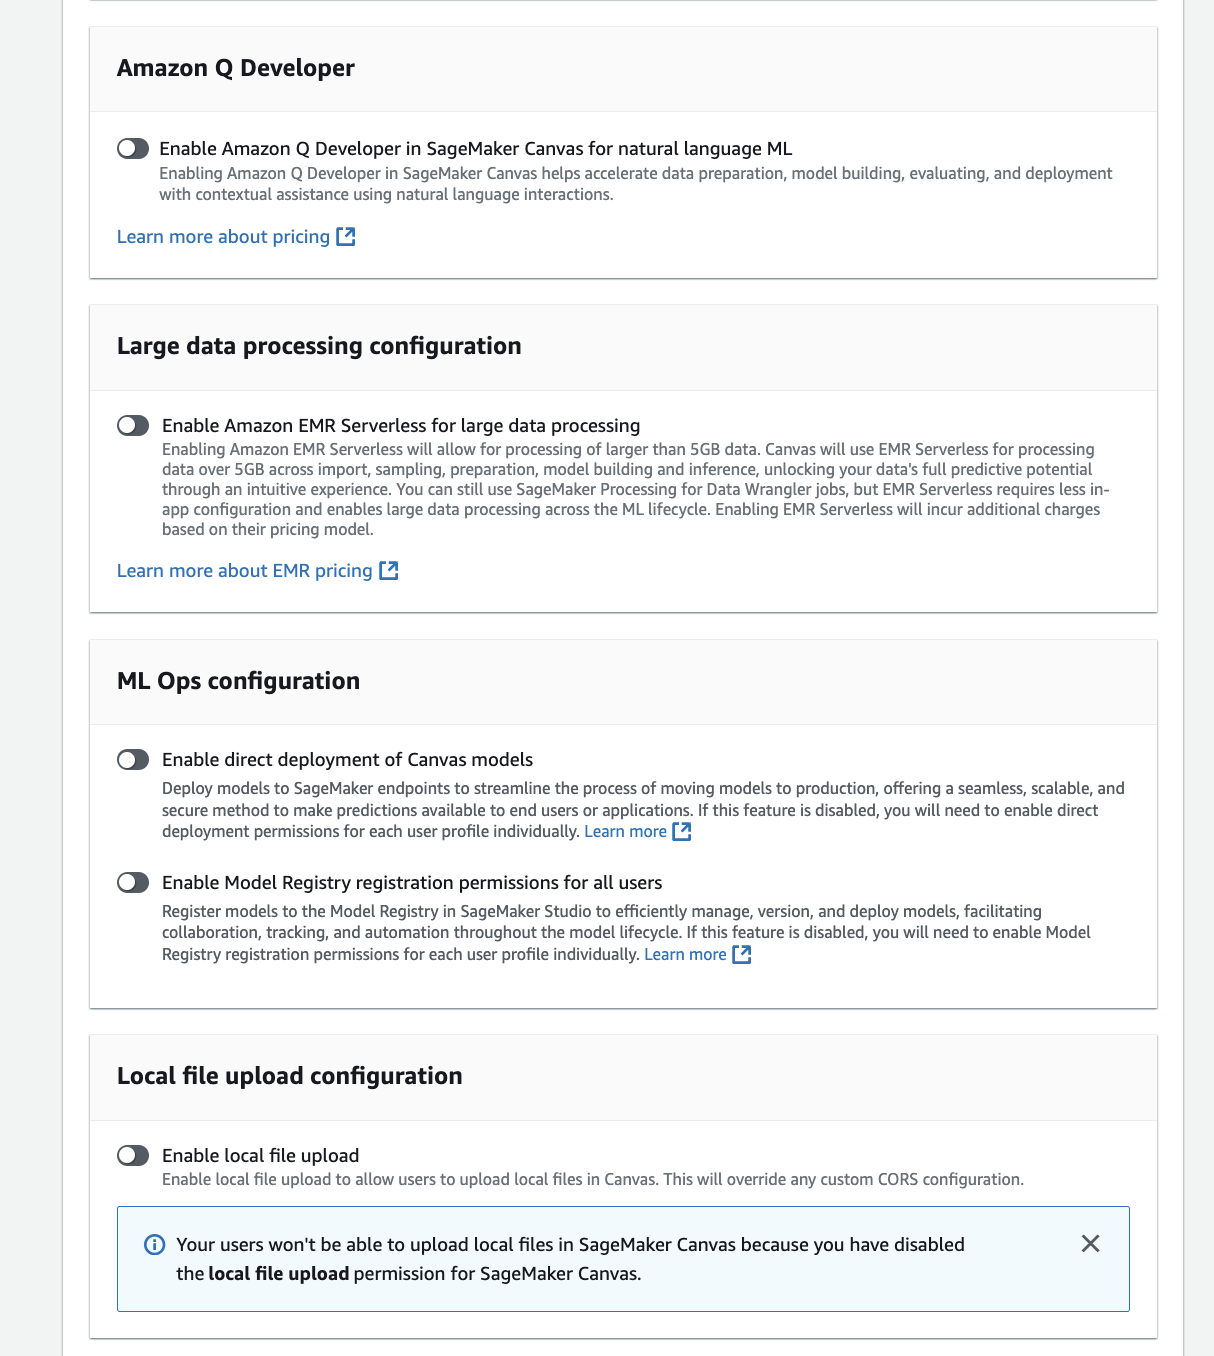 Amazon Q Developer
Enable Amazon Q Developer in SageMaker Canvas for natural language ML
Enabling Amazon Q Developer in SageMaker Canvas helps accelerate data preparation, model building, evaluating, and deployment
with contextual assistance using natural language interactions.
Learn more about pricing
Large data processing configuration
Enable Amazon EMR Serverless for large data processing
Enabling Amazon EMR Serverless will allow for processing of larger than 5GB data. Canvas will use EMR Serverless for processing
data over 5GB across import, sampling, preparation, model building and inference, unlocking your data's full predictive potential
through an intuitive experience. You can still use SageMaker Processing for Data Wrangler jobs, but EMR Serverless requires less in-
app configuration and enables large data processing across the ML lifecycle. Enabling EMR Serverless will incur additional charges
based on their pricing model.
Learn more about EMR pricing
ML Ops configuration
Enable direct deployment of Canvas models
Deploy models to SageMaker endpoints to streamline the process of moving models to production, offering a seamless, scalable, and
secure method to make predictions available to end users or applications. If this feature is disabled, you will need to enable direct
deployment permissions for each user profile individually. Learn more
Enable Model Registry registration permissions for all users
Register models to the Model Registry in SageMaker Studio to efficiently manage, version, and deploy models, facilitating
collaboration, tracking, and automation throughout the model lifecycle. If this feature is disabled, you will need to enable Model
Registry registration permissions for each user profile individually. Learn more
Local file upload configuration
Enable local file upload
Enable local file upload to allow users to upload local files in Canvas. This will override any custom CORS configuration.
Your users won't be able to upload local files in SageMaker Canvas because you have disabled
the local file upload permission for SageMaker Canvas.